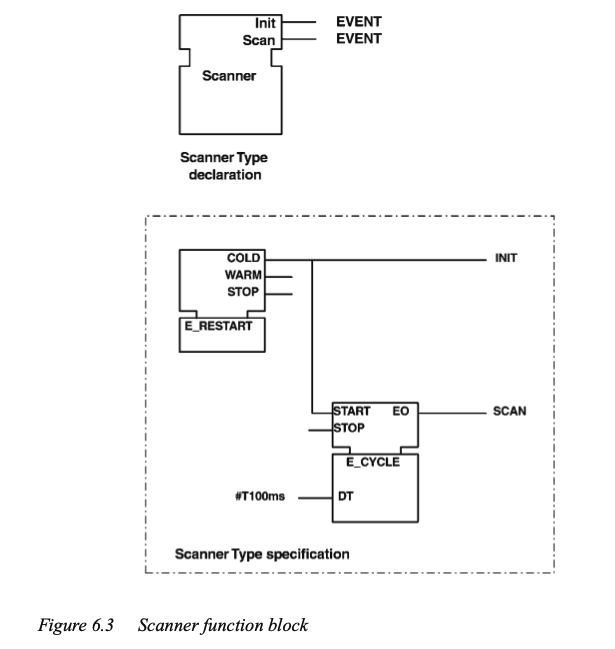 Init EVENT
Scan EVENT
Scanner
Scanner Type
declaration
COLD INIT
WARM
STOP
E_RESTART
START EO SCAN
STOP
E_CYCLE
#T100ms DT
Scanner Type specification
Figure 6.3 Scanner function block